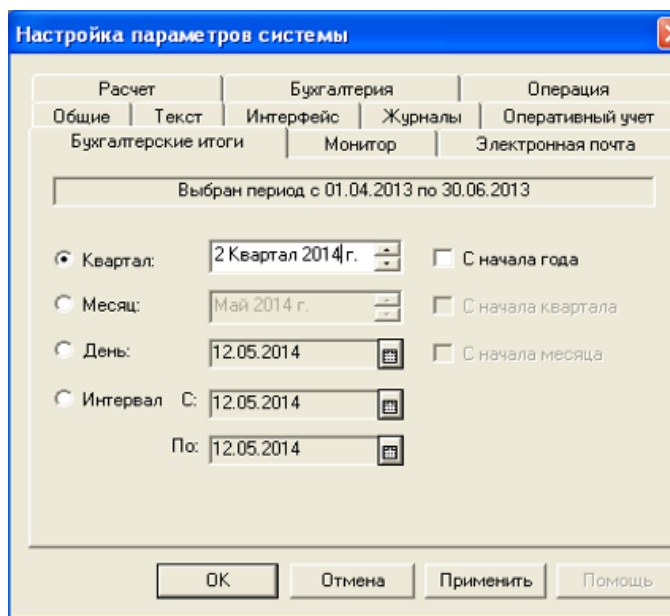 Настройка параметров системы
Расчет Бухгалтерия Операция
Общие Текст Интерфейс Журналы Оперативный учет
Бухгалтерские итоги Монитор Электронная почта
Выбран период с 01.04.2013 по 30.06.2013
Квартал: 2 Квартал 2014 г. С начала года
Месяц: Май 2014 г. С начала квартала
День: 12.05.2014 С начала месяца
Интервал С: 12.05.2014
По: 12.05.2014
OK Отмена Применить Помощь